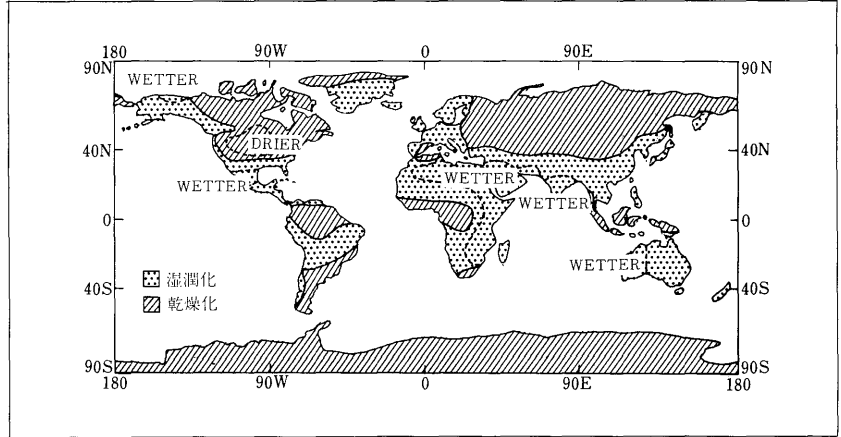 180 90W 0 90E 180
90N 90N
WETTER
40N DRIER 40N
WETTER WETTER
WETTER
0 0
WETTER
湿潤化
40S 40S
乾燥化
90S 90S
180 90W 0 90E 180